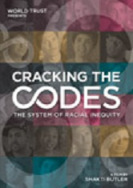 WORLD TRUST
PRESENTS
CRACKING THE
CODES
THE SYSTEM OF RACIAL INEQUITY
A FILM BY
SHAKTI BUTLER